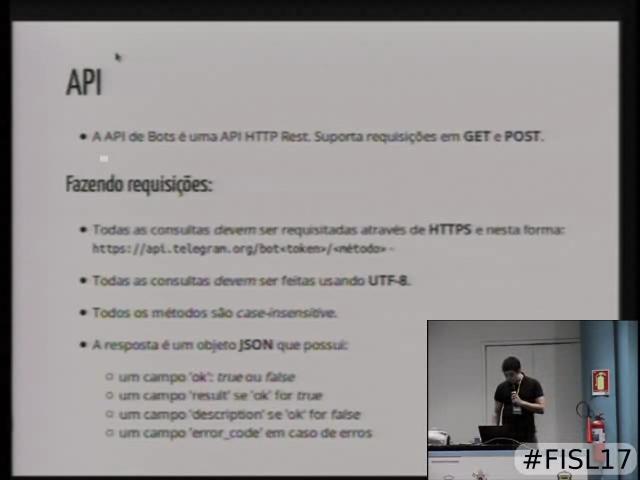 API
• A API de Bots é uma API HTTP Rest. Suporta requisições em GET e POST.
Fazendo requisições:
• Todas as consultas devem ser requisitadas através de HTTPS e nesta forma:
https://api.telegram.org/bot<token>/<método>
• Todas as consultas devem ser feitas usando UTF-8.
• Todos os métodos são case-insensitive.
• A resposta é um objeto JSON que possui:
○ um campo 'ok': true ou false
○ um campo 'result' se 'ok' for true
○ um campo 'description' se 'ok' for false
○ um campo 'error_code' em caso de erros
#FISL17